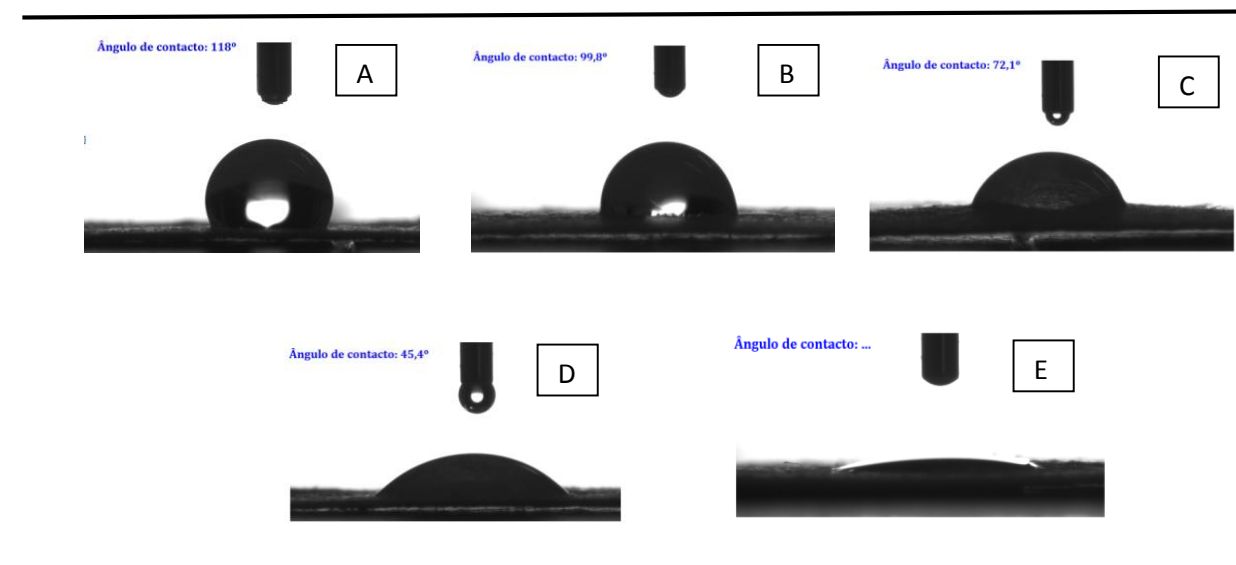 Ângulo de contacto: 118º
A
Ângulo de contacto: 99,8º
B
Ângulo de contacto: 72,1º
C
Ângulo de contacto: 45,4º
D
Ângulo de contacto: ...
E